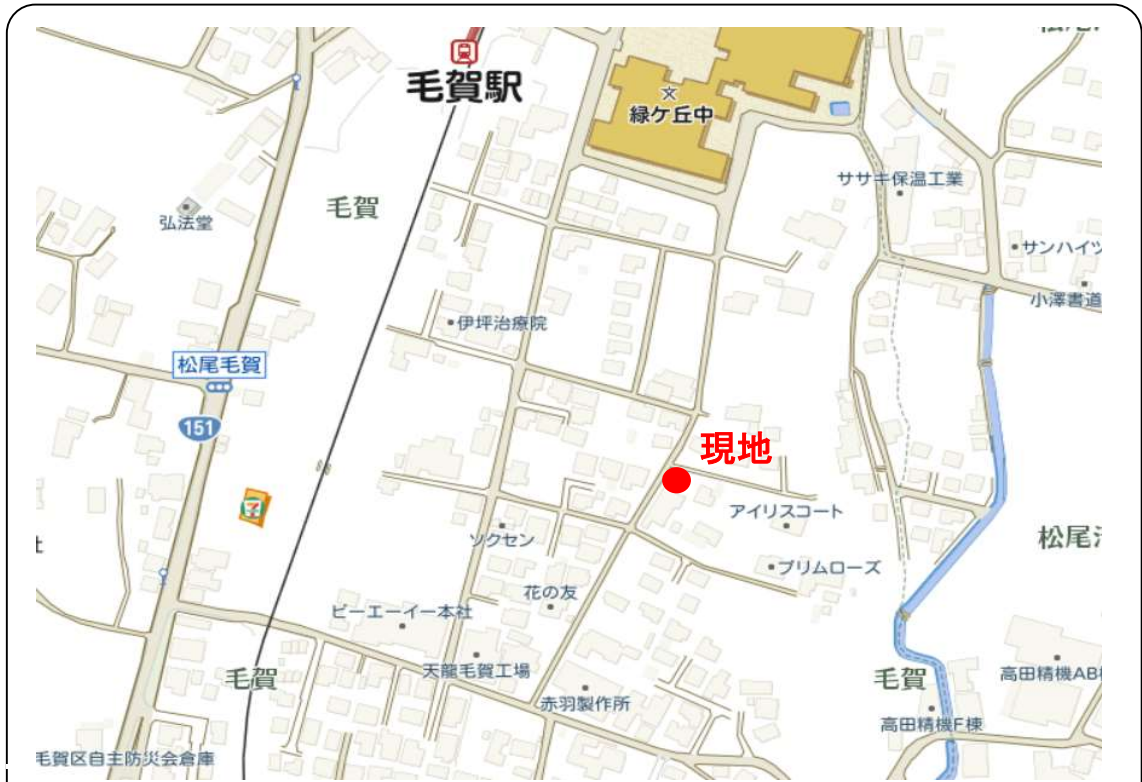 毛賀駅
緑ケ丘中
ササキ保温工業
弘法堂
毛賀
サンハイツ
小澤書道
伊坪治療院
松尾毛賀
151
現地
アイリスコート
ソクセン
プリムローズ
花の友
ビーエーイー本社
天龍毛賀工場
毛賀
毛賀
赤羽製作所
高田精機AB
高田精機F棟
毛賀区自主防災会倉庫